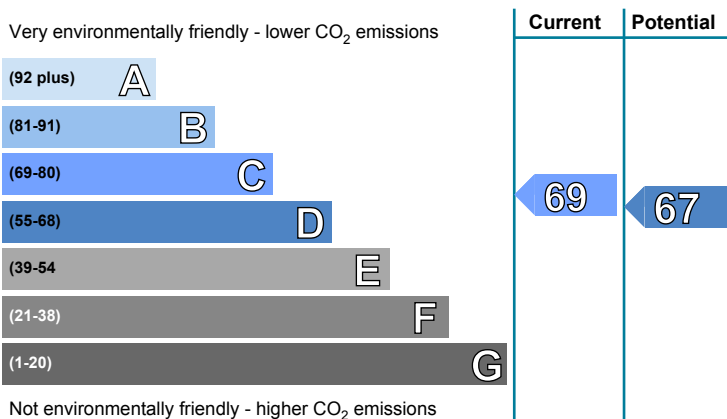 Very environmentally friendly - lower CO2 emissions
Current
Potential
(92 plus) A
(81-91) B
(69-80) C
(55-68) D
(39-54 E
(21-38) F
(1-20) G
69
67
Not environmentally friendly - higher CO2 emissions